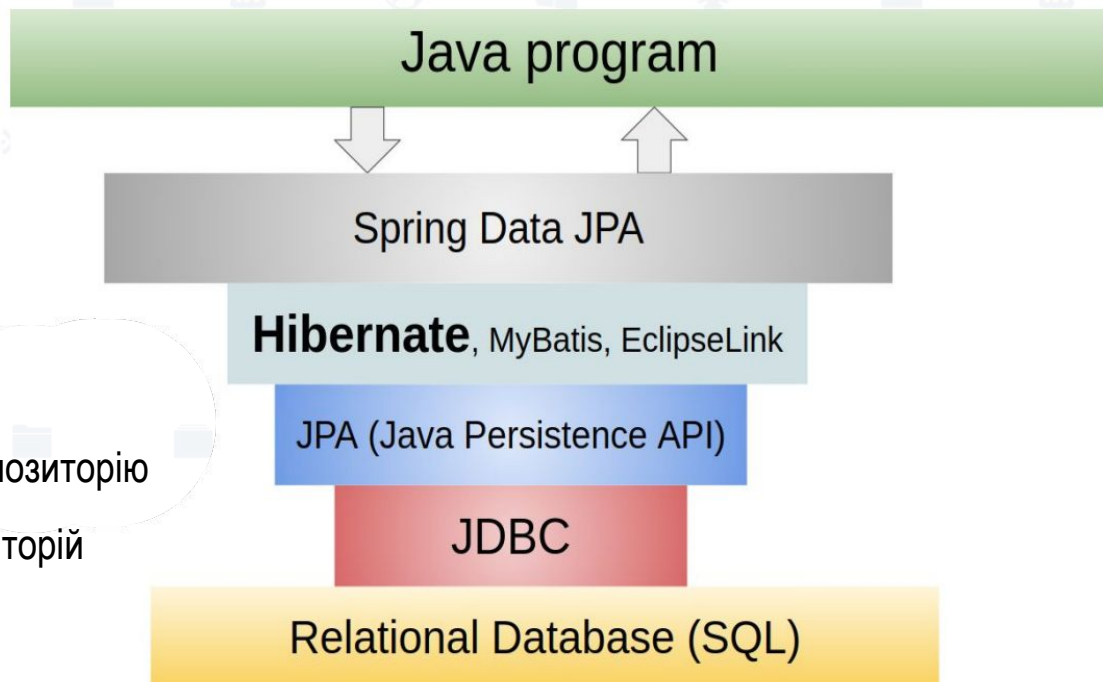 Java program
Spring Data JPA
Hibernate, MyBatis, EclipseLink
JPA (Java Persistence API)
позиторію
JDBC
торій
Relational Database (SQL)